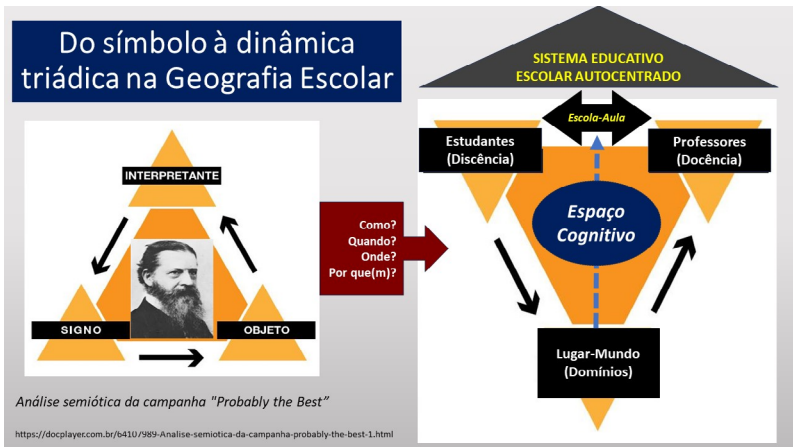 Do símbolo à dinâmica
triádica na Geografia Escolar
INTERPRETANTE
SIGNO
OBJETO
Análise semiótica da campanha "Probably the Best”
https://docplayer.com.br/64107989-Analise-semiotica-da-campanha-probably-the-best-1.html
Como?
Quando?
Onde?
Por que(m)?
SISTEMA EDUCATIVO
ESCOLAR AUTOCENTRADO
Escola-Aula
Estudantes
(Discência)
Professores
(Docência)
Espaço
Cognitivo
Lugar-Mundo
(Domínios)